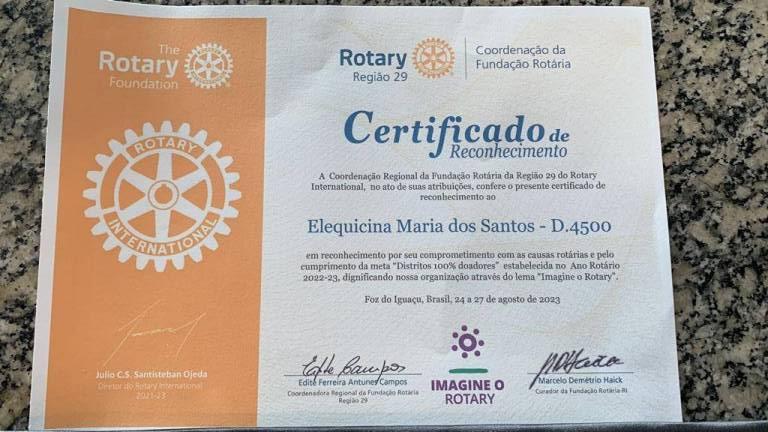 The
Rotary
Foundation
Rotary
Região 29
Coordenação da
Fundação Rotária
ROTARY
INTERNATIONAL
Certificado de
Reconhecimento
A Coordenação Regional da Fundação Rotária da Região 29 do Rotary
International, no ato de suas atribuições, confere o presente certificado de
reconhecimento ao
Elequicina Maria dos Santos - D.4500
em reconhecimento por seu comprometimento com as causas rotárias e pelo
cumprimento da meta "Distritos 100% doadores" estabelecida no Ano Rotário
2022-23, dignificando nossa organização através do lema "Imagine o Rotary".
Foz do Iguaçu, Brasil, 24 a 27 de agosto de 2023
Julio C.S. Santisteban Ojeda
Diretor do Rotary International
2021-23
Edite Campos
Edite Ferreira Antunes Campos
Coordenadora Regional da Fundação Rotária
Região 29
IMAGINE O
ROTARY
Marcelo Demétrio Haick
Curador da Fundação Rotária-RI